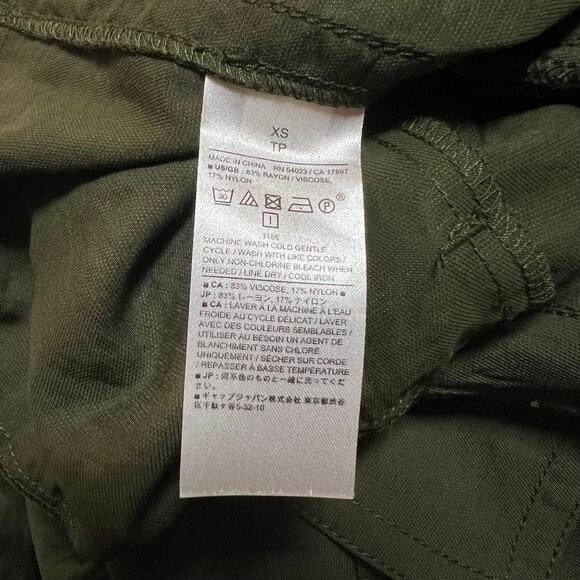 XS
TP
MADE IN CHINA RN 54023 / CA 17897
■ US/GB : 83% RAYON / VISCOSE,
17% NYLON
30 P ®
1186
MACHINE WASH COLD GENTLE
CYCLE / WASH WITH LIKE COLORS /
ONLY NON-CHLORINE BLEACH WHEN
NEEDED / LINE DRY / COOL IRON
■ CA : 83% VISCOSE, 17% NYLON ■
JP : 83% レーヨン, 17% ナイロン
■ CA : LAVER À LA MACHINE À L'EAU
FROIDE AU CYCLE DÉLICAT / LAVER
AVEC DES COULEURS SEMBLABLES /
UTILISER AU BESOIN UN AGENT DE
BLANCHIMENT SANS CHLORE
UNIQUEMENT / SÉCHER SUR CORDE
/ REPASSER À BASSE TEMPÉRATURE
■ JP : 同系色のものと一緒に洗ってくだ
さい。
■ ギャップジャパン株式会社 東京都渋谷
区千駄ヶ谷5-32-10